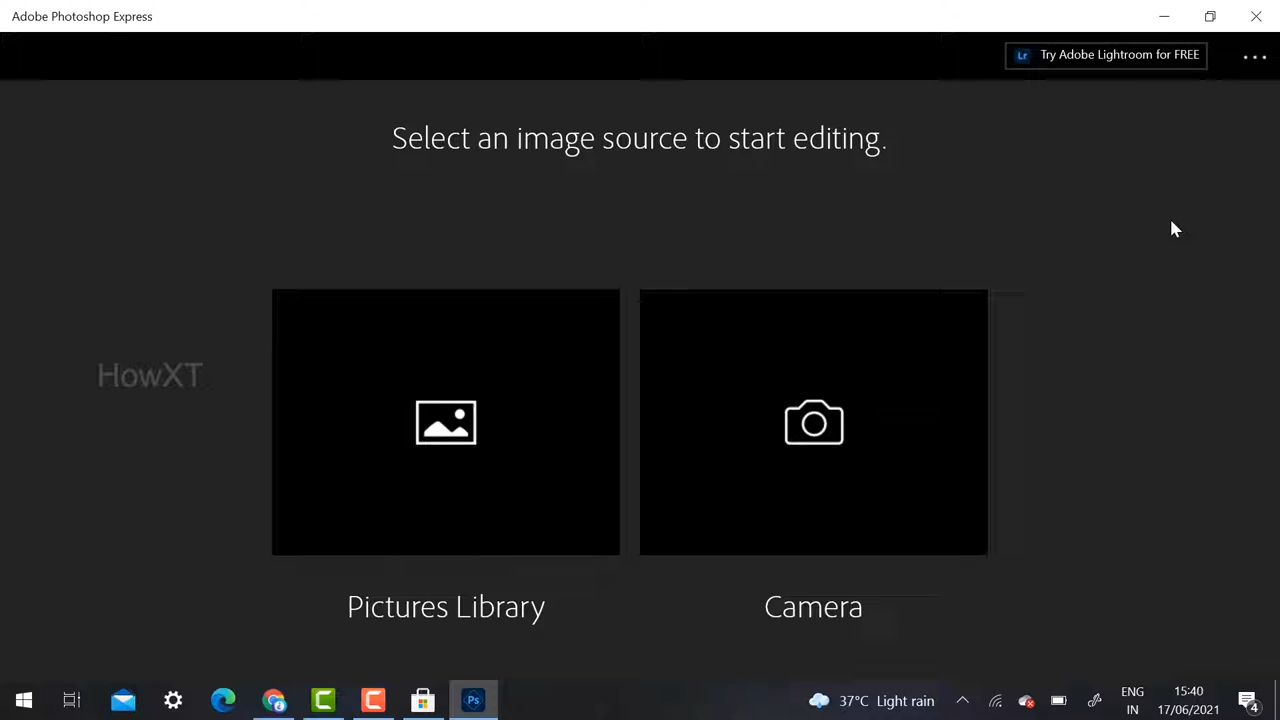 Adobe Photoshop Express
Lr Try Adobe Lightroom for FREE
Select an image source to start editing.
HowXT
Pictures Library
Camera
Ps
37°C Light rain
ENG
IN
15:40
17/06/2021
4